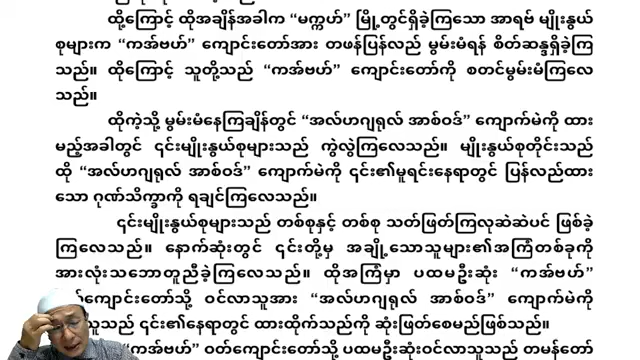 ထို့ကြောင့် ထိုအချိန်အခါက “မက္ကဟ်” မြို့တွင်ရှိခဲ့ကြသော အာရဗ် မျိုးနွယ်
စုများက “ကအ်ဗဟ်” ကျောင်းတော်အား တဖန်ပြန်လည် မွမ်းမံရန် စိတ်ဆန္ဒရှိခဲ့ကြ
သည်။ ထို့ကြောင့် သူတို့သည် “ကအ်ဗဟ်” ကျောင်းတော်ကို စတင်မွမ်းမံကြလေ
သည်။
ထိုကဲ့သို့ မွမ်းမံနေကြချိန်တွင် “အလ်ဟဂျရုလ် အာစ်ဝဒ်” ကျောက်မဲကို ထား
မည့်အခါတွင် ၎င်းမျိုးနွယ်စုများသည် ကွဲလွဲကြလေသည်။ မျိုးနွယ်စုတိုင်းသည်
ထို “အလ်ဟဂျရုလ် အာစ်ဝဒ်” ကျောက်မဲကို ၎င်း၏မူရင်းနေရာတွင် ပြန်လည်ထား
သော ဂုဏ်သိက္ခာကို ရချင်ကြလေသည်။
၎င်းမျိုးနွယ်စုများသည် တစ်စုနှင့် တစ်စု သတ်ဖြတ်ကြလုဆဲဆဲပင် ဖြစ်ခဲ့
ကြလေသည်။ နောက်ဆုံးတွင် ၎င်းတို့မှ အချို့သောသူများ၏အကြံတစ်ခုကို
အားလုံးသဘောတူညီခဲ့ကြလေသည်။ ထိုအကြံမှာ ပထမဦးဆုံး “ကအ်ဗဟ်”
ကျောင်းတော်သို့ ဝင်လာသူအား “အလ်ဟဂျရုလ် အာစ်ဝဒ်” ကျောက်မဲကို
သူသည် ၎င်း၏နေရာတွင် ထားထိုက်သည်ကို ဆုံးဖြတ်စေမည်ဖြစ်သည်။
“ကအ်ဗဟ်” ဝတ်ကျောင်းတော်သို့ ပထမဦးဆုံးဝင်လာသူသည် တမန်တော်